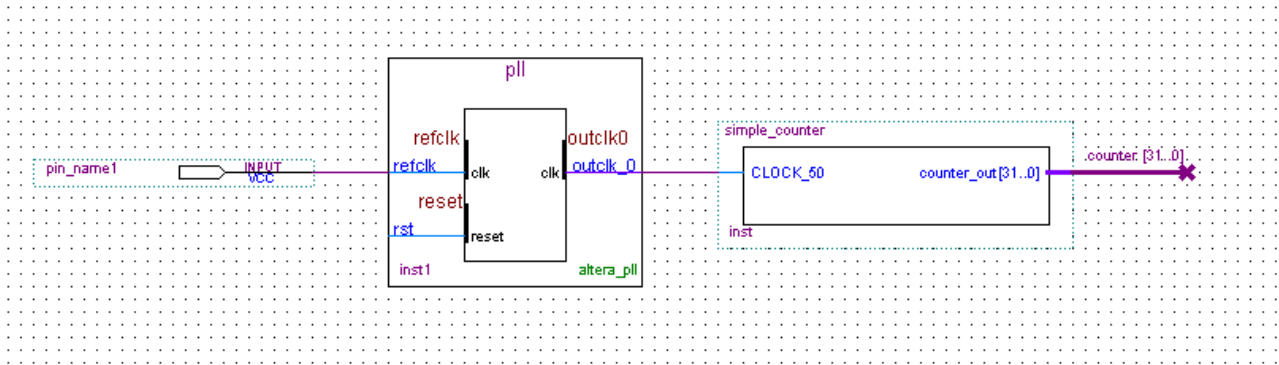 pll
simple_counter
refclk
outclk0
counter. [31..0]
pin_name1
INPUT
VCC
refclk
clk
clk
outclk_0
CLOCK_50
counter_out[31..0]
reset
rst
reset
inst
inst1
altera_pll